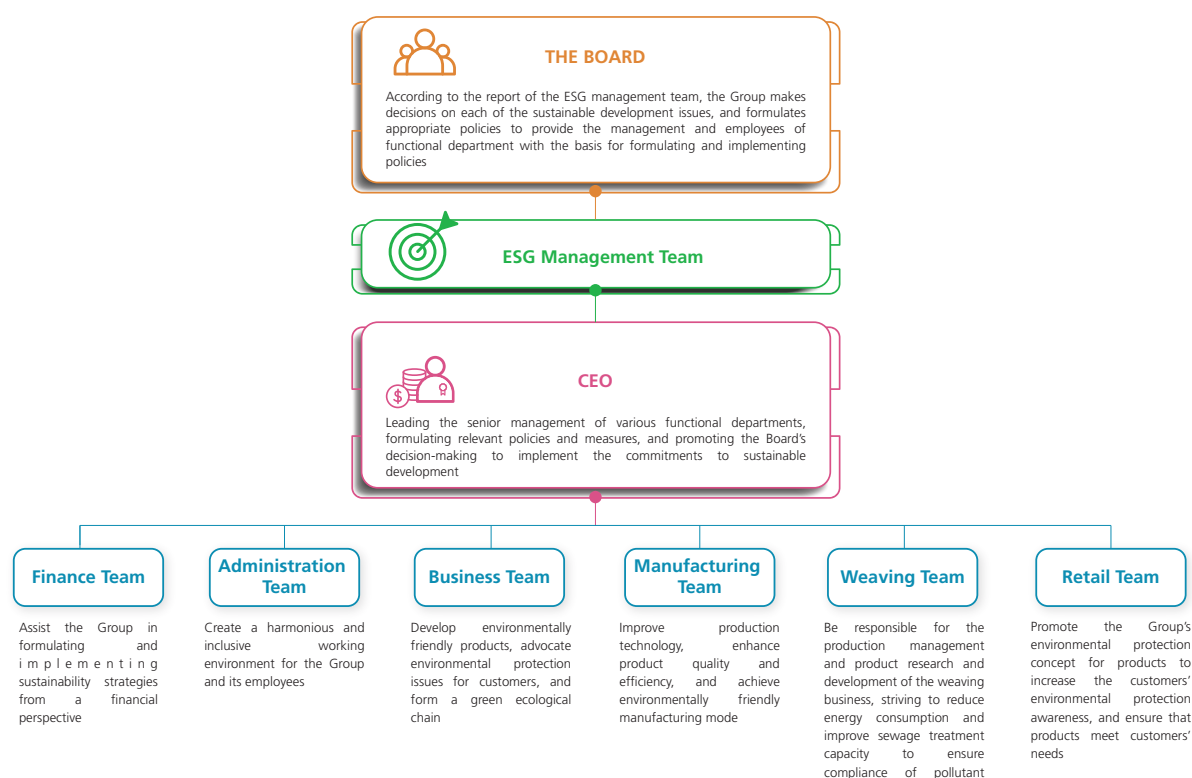 THE BOARD
According to the report of the ESG management team, the Group makes
decisions on each of the sustainable development issues, and formulates
appropriate policies to provide the management and employees of
functional department with the basis for formulating and implementing
policies
ESG Management Team
CEO
Leading the senior management of various functional departments,
formulating relevant policies and measures, and promoting the Board's
decision-making to implement the commitments to sustainable
development
Finance Team
Assist the Group in
formulating and
implementing
sustainability strategies
from a financial
perspective
Administration
Team
Create a harmonious and
inclusive working
environment for the Group
and its employees
Business Team
Develop environmentally
friendly products, advocate
environmental protection
issues for customers, and
form a green ecological
chain
Manufacturing
Team
Improve production
technology, enhance
product quality and
efficiency, and achieve
environmentally friendly
manufacturing mode
Weaving Team
Be responsible for the
production management
and product research and
development of the weaving
business, striving to reduce
energy consumption and
improve sewage treatment
capacity to ensure
compliance of pollutant
Retail Team
Promote the Group's
environmental protection
concept for products to
increase the customers'
environmental protection
awareness, and ensure that
products meet customers'
needs